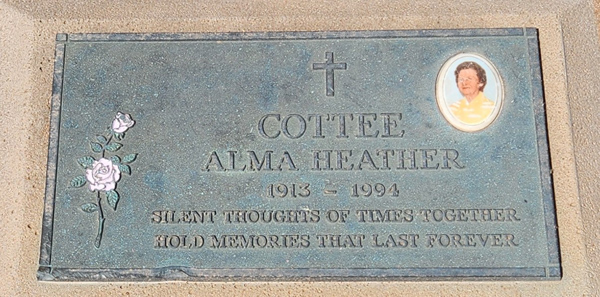 COTTEE
ALMA HEATHER
1913 - 1994
SILENT THOUGHTS OF TIMES TOGETHER
HOLD MEMORIES THAT LAST FOREVER